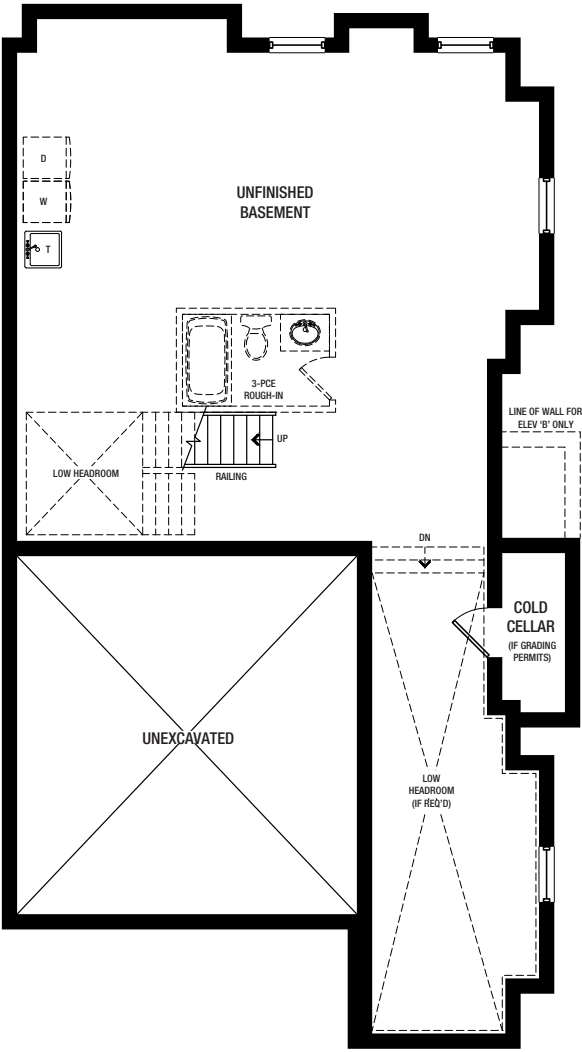 D
W
T
UNFINISHED
BASEMENT
3-PCE
ROUGH-IN
LINE OF WALL FOR
ELEV 'B' ONLY
UP
LOW HEADROOM
RAILING
DN
COLD
CELLAR
(IF GRADING
PERMITS)
UNEXCAVATED
LOW
HEADROOM
(IF REQ'D)